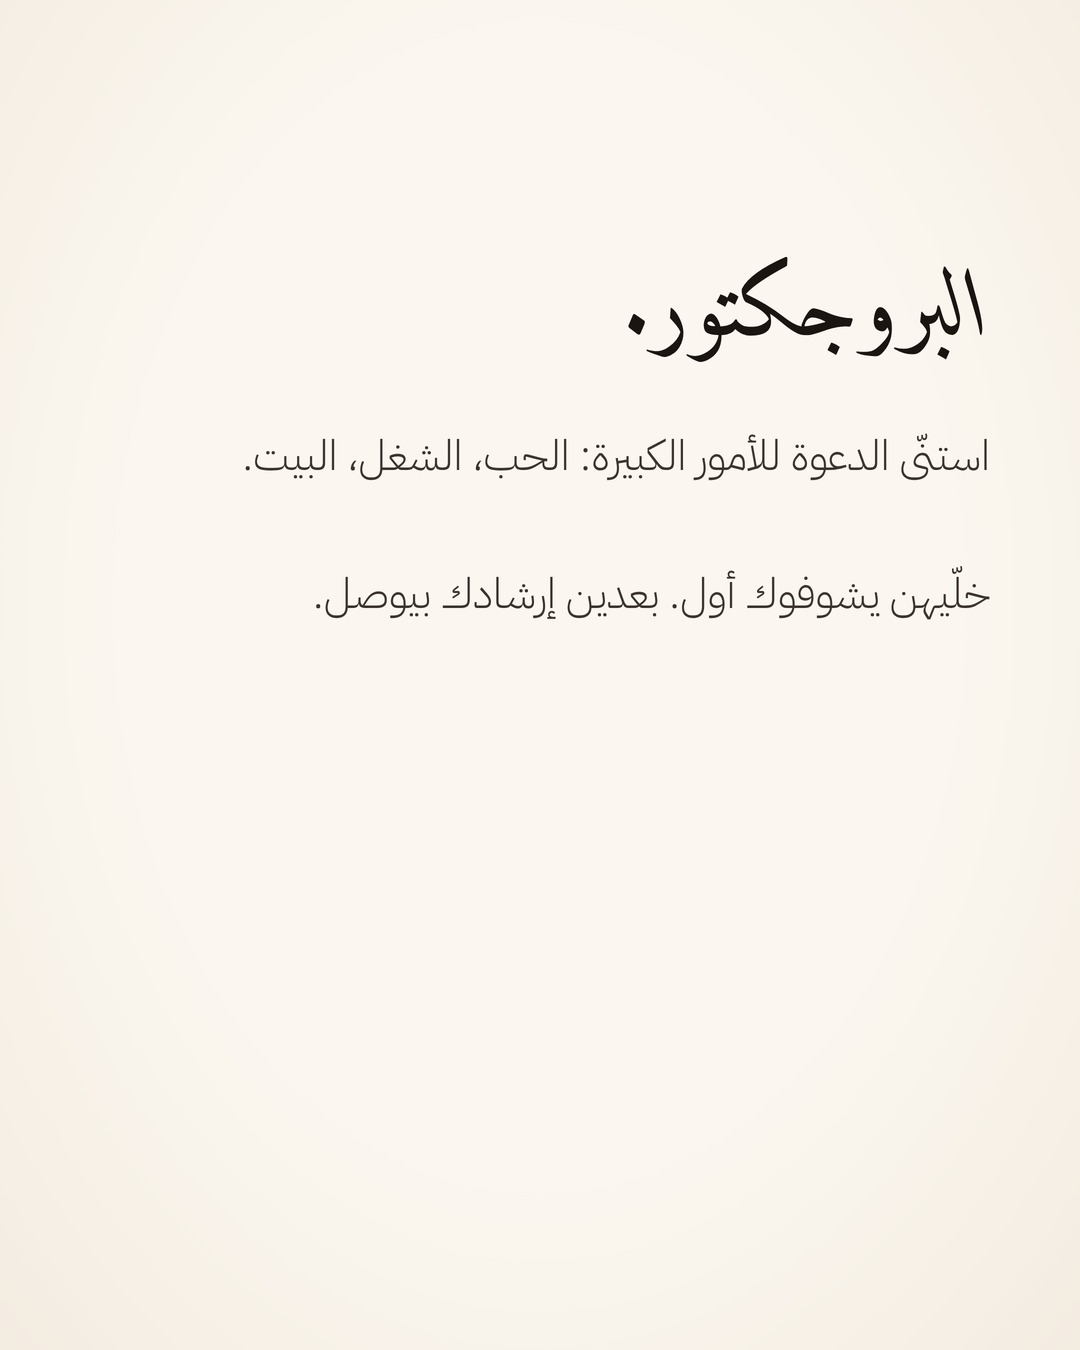 البروجكتور.
استنّى الدعوة للأمور الكبيرة: الحب، الشغل، البيت.
خلّيهن يشوفوك أول. بعدين إرشادك بيوصل.